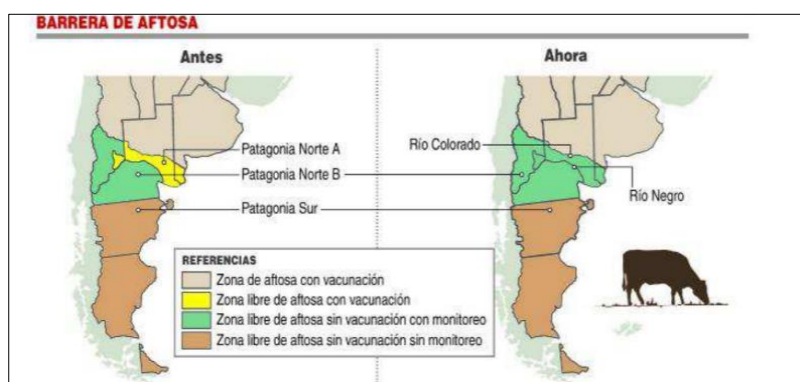 BARRERA DE AFTOSA
Antes
Ahora
Patagonia Norte A
Patagonia Norte B
Patagonia Sur
Río Colorado
Río Negro
REFERENCIAS
Zona de aftosa con vacunación
Zona libre de aftosa con vacunación
Zona libre de aftosa sin vacunación con monitoreo
Zona libre de aftosa sin vacunación sin monitoreo